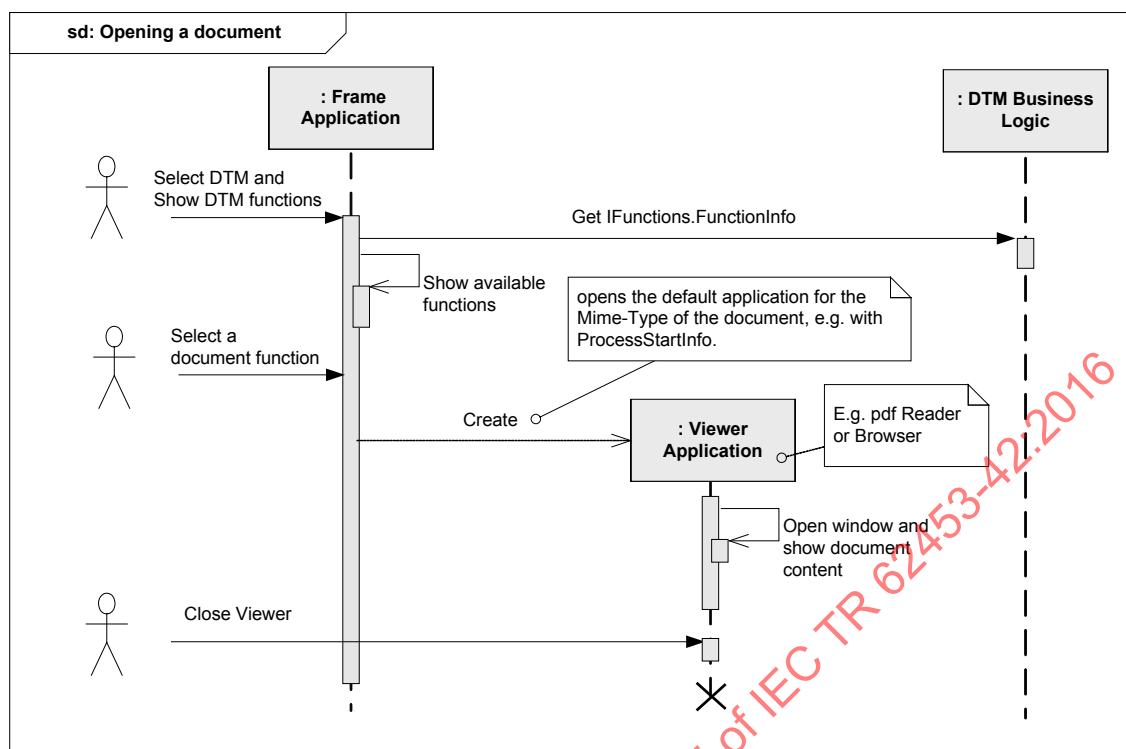 sd: Opening a document
: Frame
Application
: DTM Business
Logic
Select DTM and
Show DTM functions
Get IFunctions.FunctionInfo
Show available
functions
opens the default application for the
Mime-Type of the document, e.g. with
ProcessStartInfo.
Select a
document function
Create
: Viewer
Application
E.g. pdf Reader
or Browser
Open window and
show document
content
Close Viewer
of IEC TR 62453-42:2016